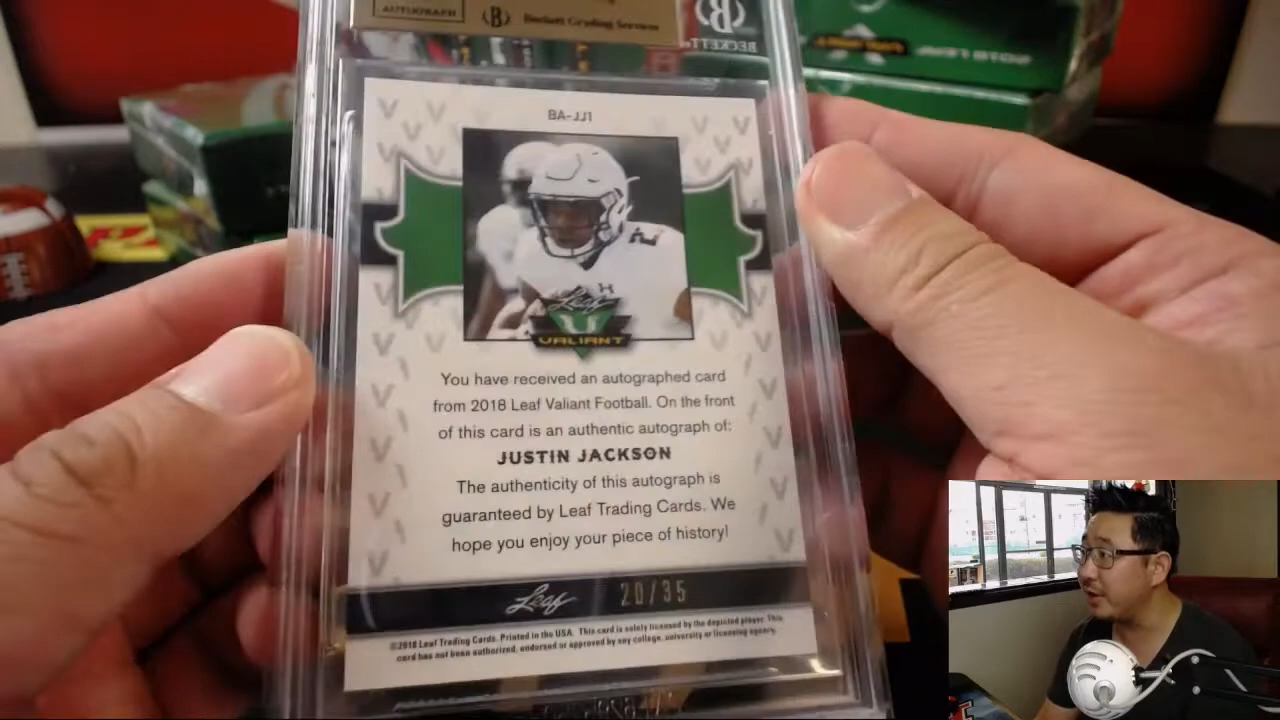 AUTOGRAPH
Beckett Grading Services
BECKETT
BA-JJ1
Leaf
VALIANT
You have received an autographed card
from 2018 Leaf Valiant Football. On the front
of this card is an authentic autograph of:
JUSTIN JACKSON
The authenticity of this autograph is
guaranteed by Leaf Trading Cards. We
hope you enjoy your piece of history!
Leaf 20/35
©2018 Leaf Trading Cards. Printed in the USA. This card is solely licensed by the depicted player. This
card has not been authorized, endorsed or approved by any college, university or licensing agency.